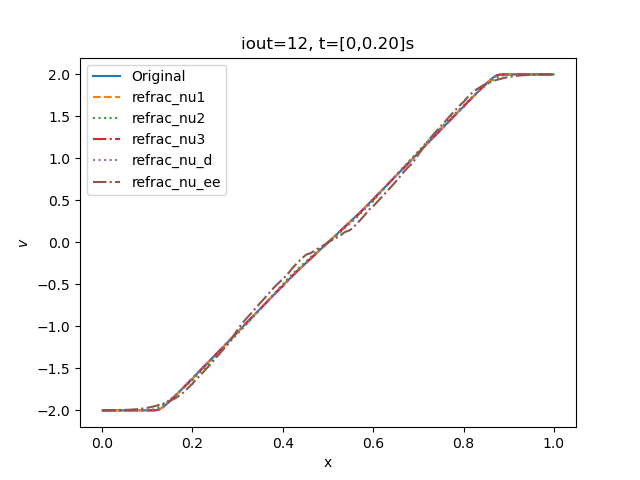 iout=12, t=[0,0.20]s
Original
refrac_nu1
refrac_nu2
refrac_nu3
refrac_nu_d
refrac_nu_ee
2.0
1.5
1.0
0.5
0.0
−0.5
−1.0
−1.5
−2.0
v
0.0 0.2 0.4 0.6 0.8 1.0
x